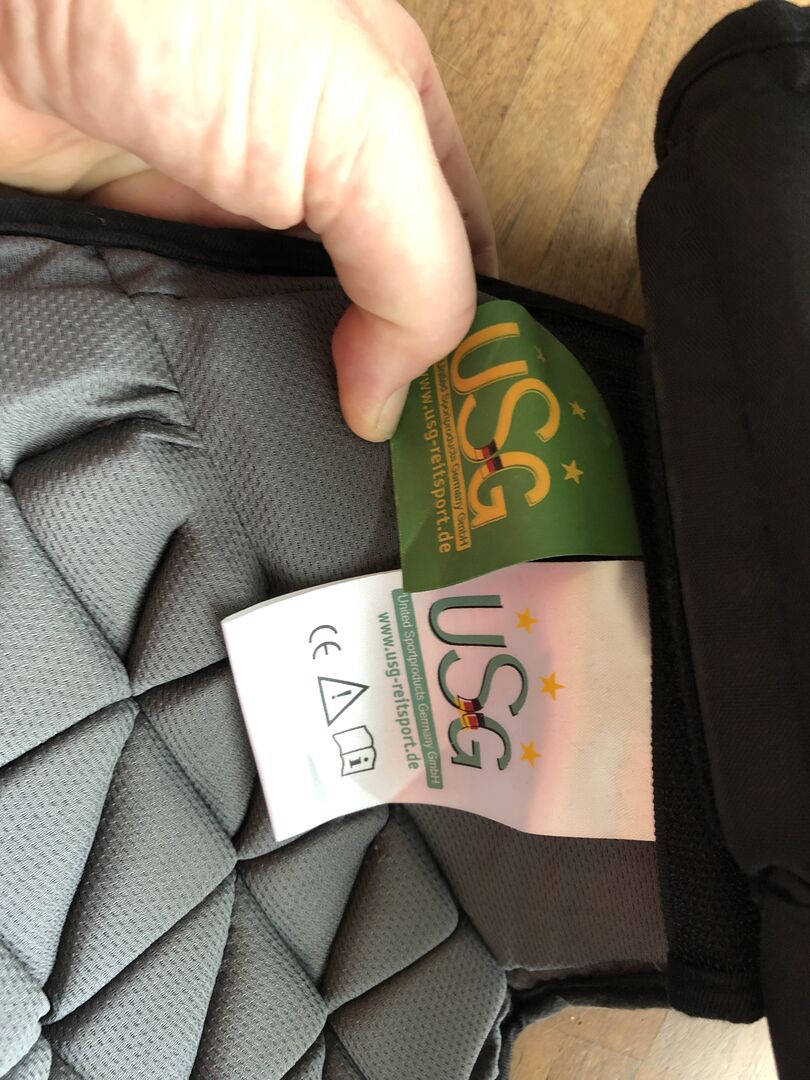 USG
United Sportproducts Germany GmbH
www.usg-reitsport.de
USG
United Sportproducts Germany GmbH
www.usg-reitsport.de
CE